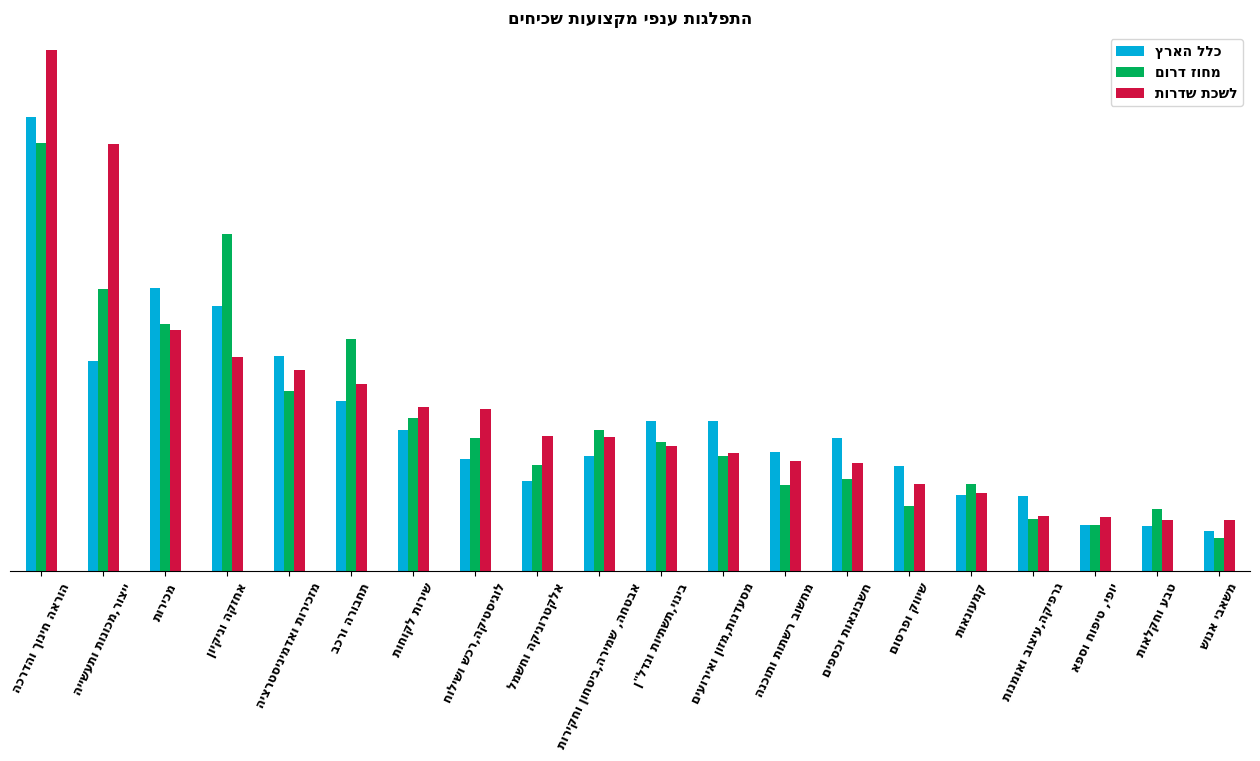 התפלגות ענפי מקצועות שכיחים
כלל הארץ
מחוז דרום
לשכת שדרות
הוראה חינוך והדרכה
ייצור,מכונות ותעשייה
מכירות
אחזקה וניקיון
מזכירות ואדמיניסטרציה
תחבורה ורכב
שירות לקוחות
לוגיסטיקה,רכש ושילוח
אלקטרוניקה וחשמל
אבטחה, שמירה,ביטחון וחקירות
בינוי,תשתיות ונדל"ן
מסעדנות,מזון ואירועים
מחשוב רשתות ותוכנה
חשבונאות וכספים
שיווק ופרסום
קמעונאות
גרפיקה,עיצוב ואומנות
יופי, טיפוח וספא
טבע וחקלאות
משאבי אנוש